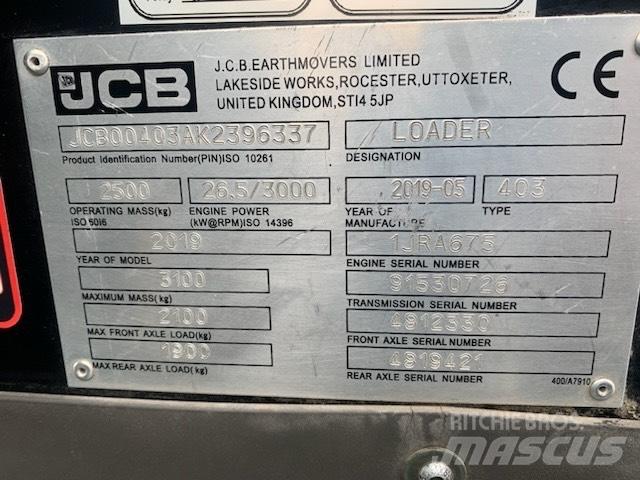 JCB
J.C.B.EARTHMOVERS LIMITED
LAKESIDE WORKS,ROCESTER,UTTOXETER,
UNITED KINGDOM,ST14 5JP
CE
JCB00403AK2396337
Product Identification Number(PIN)ISO 10261
LOADER
DESIGNATION
2500
OPERATING MASS(kg)
ISO 6016
26.5/3000
ENGINE POWER
(kW@RPM)ISO 14396
2019-05
YEAR OF
MANUFACTURE
403
TYPE
2019
YEAR OF MODEL
1JRA675
ENGINE SERIAL NUMBER
3100
MAXIMUM MASS(kg)
91530726
TRANSMISSION SERIAL NUMBER
2100
MAX FRONT AXLE LOAD(kg)
4812330
FRONT AXLE SERIAL NUMBER
1900
MAX REAR AXLE LOAD(kg)
4819421
REAR AXLE SERIAL NUMBER
400/A7910
RITCHIE BROS.
MASCUS